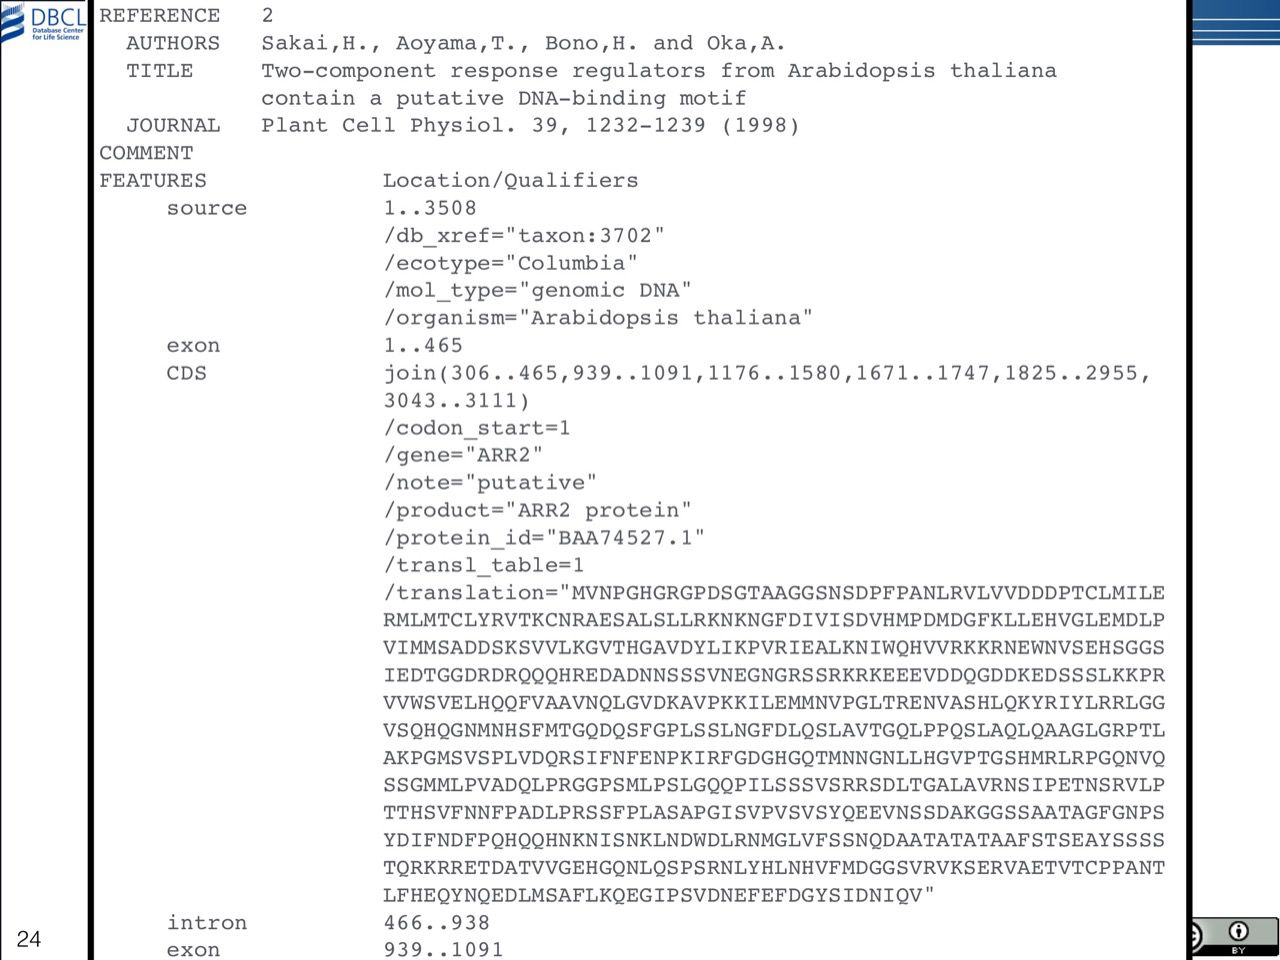 DBCL
Database Center
for Life Science
REFERENCE 2
AUTHORS Sakai,H., Aoyama,T., Bono,H. and Oka,A.
TITLE Two-component response regulators from Arabidopsis thaliana
contain a putative DNA-binding motif
JOURNAL Plant Cell Physiol. 39, 1232-1239 (1998)
COMMENT
FEATURES Location/Qualifiers
source 1..3508
/db_xref="taxon:3702"
/ecotype="Columbia"
/mol_type="genomic DNA"
/organism="Arabidopsis thaliana"
exon 1..465
CDS join(306..465,939..1091,1176..1580,1671..1747,1825..2955,
3043..3111)
/codon_start=1
/gene="ARR2"
/note="putative"
/product="ARR2 protein"
/protein_id="BAA74527.1"
/transl_table=1
/translation="MVNPGHGRGPDSGTAAGGSNSDPFPANLRVLVVDDDPTCLMILE
RMLMTCLYRVTKCNRAESALSLLRKNKNGFDIVISDVHMPDMDGFKLLEHVGLEMDLP
VIMMSADDSKSVVLKGVTHGAVDYLIKPVRIEALKNIWQHVVRKKRNEWNVSEHSGGS
IEDTGGDRDRQQQHREDADNNSSSVNEGNGRSSRKRKEEEVDDQGDDKEDSSSLKKPR
VVWSVELHQQFVAAVNQLGVDKAVPKKILEMMNVPGLTRENVASHLQKYRIYLRRLGG
VSQHQGNMNHSFMTGQDQSFGPLSSLNGFDLQSLAVTGQLPPQSLAQLQAAGLGRPTL
AKPGMSVSPLVDQRSIFNFENPKIRFGDGHGQTMNNGNLLHGVPTGSHMRLRPGQNVQ
SSGMMLPVADQLPRGGPSMLPSLGQQPILSSSVSRRSDLTGALAVRNSIPETNSRVLP
TTHSVFNNFPADLPRSSFPLASAPGISVPVSVSYQEEVNSSDAKGGSSAATAGFGNPS
YDIFNDFPQHQQHNKNISNKLNDWDLRNMGLVFSSNQDAATATATAAFSTSEAYSSSS
TQRKRRETDATVVGEHGQNLQSPSRNLYHLNHVFMDGGSVRVKSERVAETVTCPPANT
LFHEQYNQEDLMSAFLKQEGIPSVDNEFEFDGYSIDNIQV"
intron 466..938
exon 939..1091
24
BY